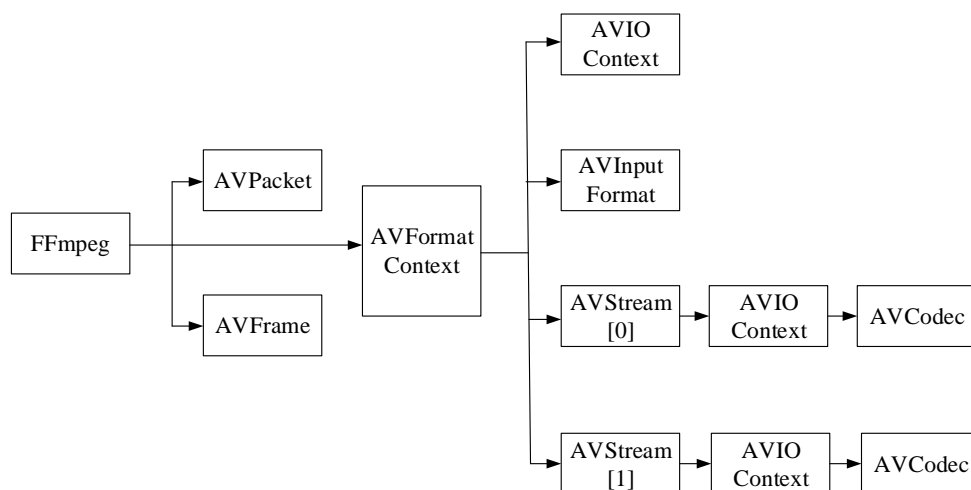 FFmpeg
AVPacket
AVFrame
AVFormat
Context
AVIO
Context
AVInput
Format
AVStream
[0]
AVIO
Context
AVCodec
AVStream
[1]
AVIO
Context
AVCodec